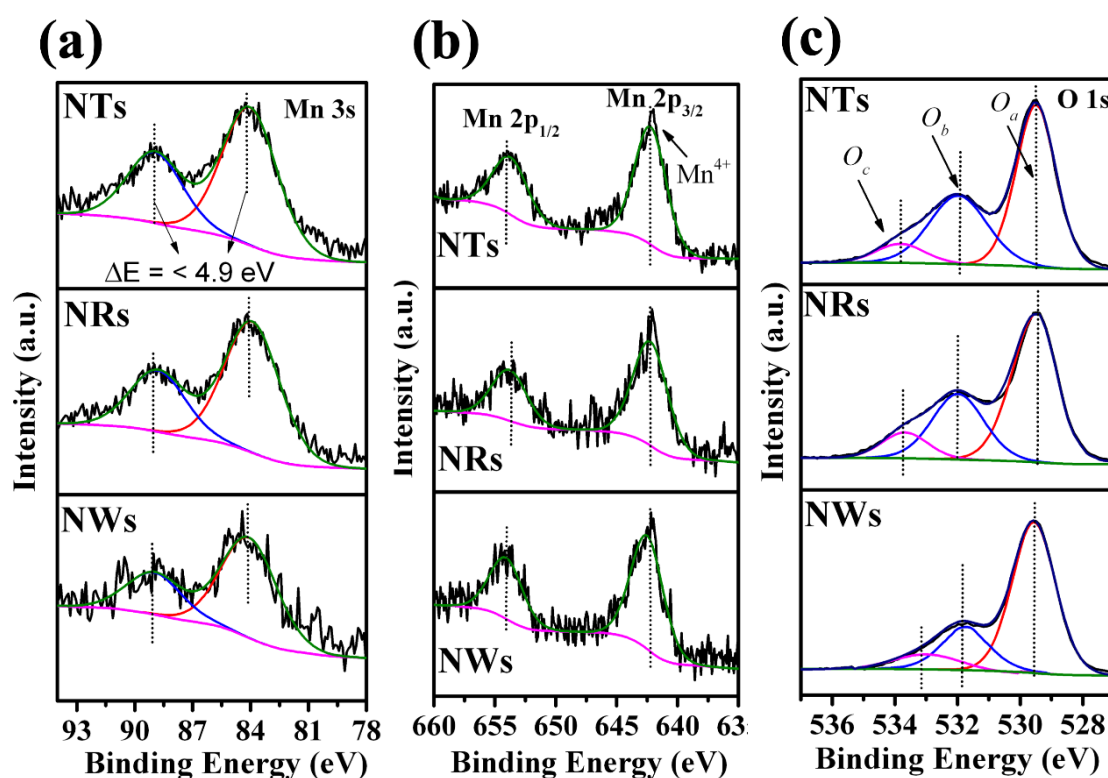 (a)
NTs
Mn 3s
ΔE = < 4.9 eV
NRs
NWs
Intensity (a.u.)
93 90 87 84 81 78
Binding Energy (eV)
(b)
Mn 2p1/2
Mn 2p3/2
Mn4+
NTs
NRs
NWs
Intensity (a.u.)
660 655 650 645 640 635
Binding Energy (eV)
(c)
NTs
O 1s
Oa
Ob
Oc
NRs
NWs
Intensity (a.u.)
536 532 528
Binding Energy (eV)